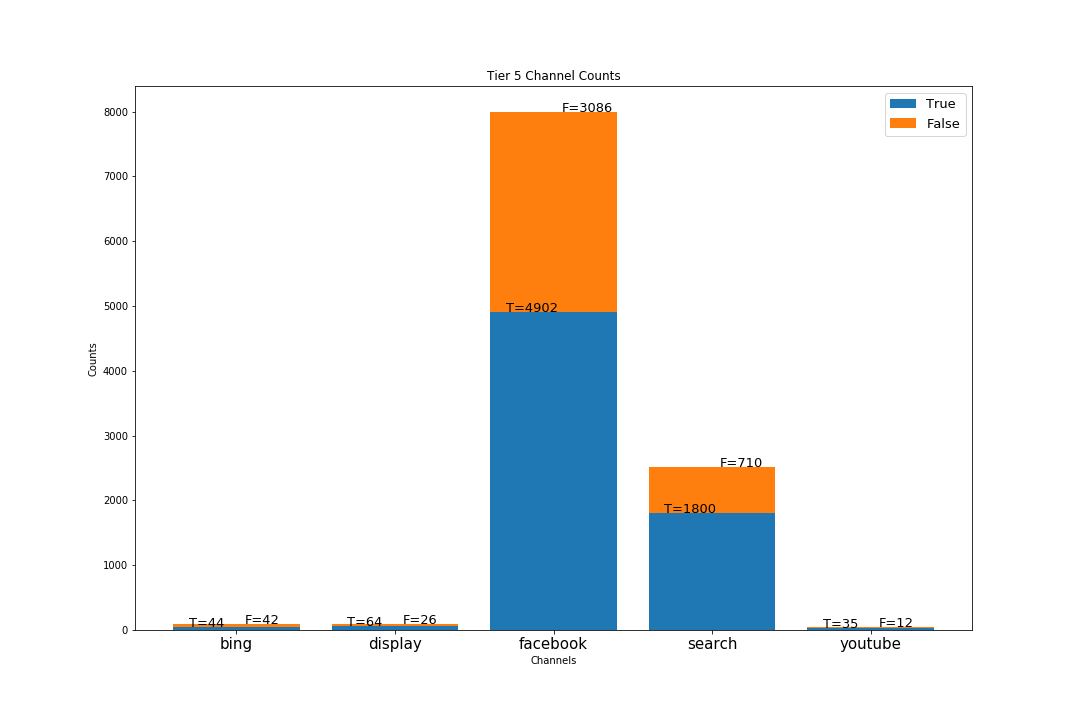 Tier 5 Channel Counts
True
False
8000
7000
6000
5000
4000
3000
2000
1000
0
Counts
F=3086
T=4902
F=710
T=1800
T=44
F=42
T=64
F=26
T=35
F=12
bing
display
facebook
search
youtube
Channels